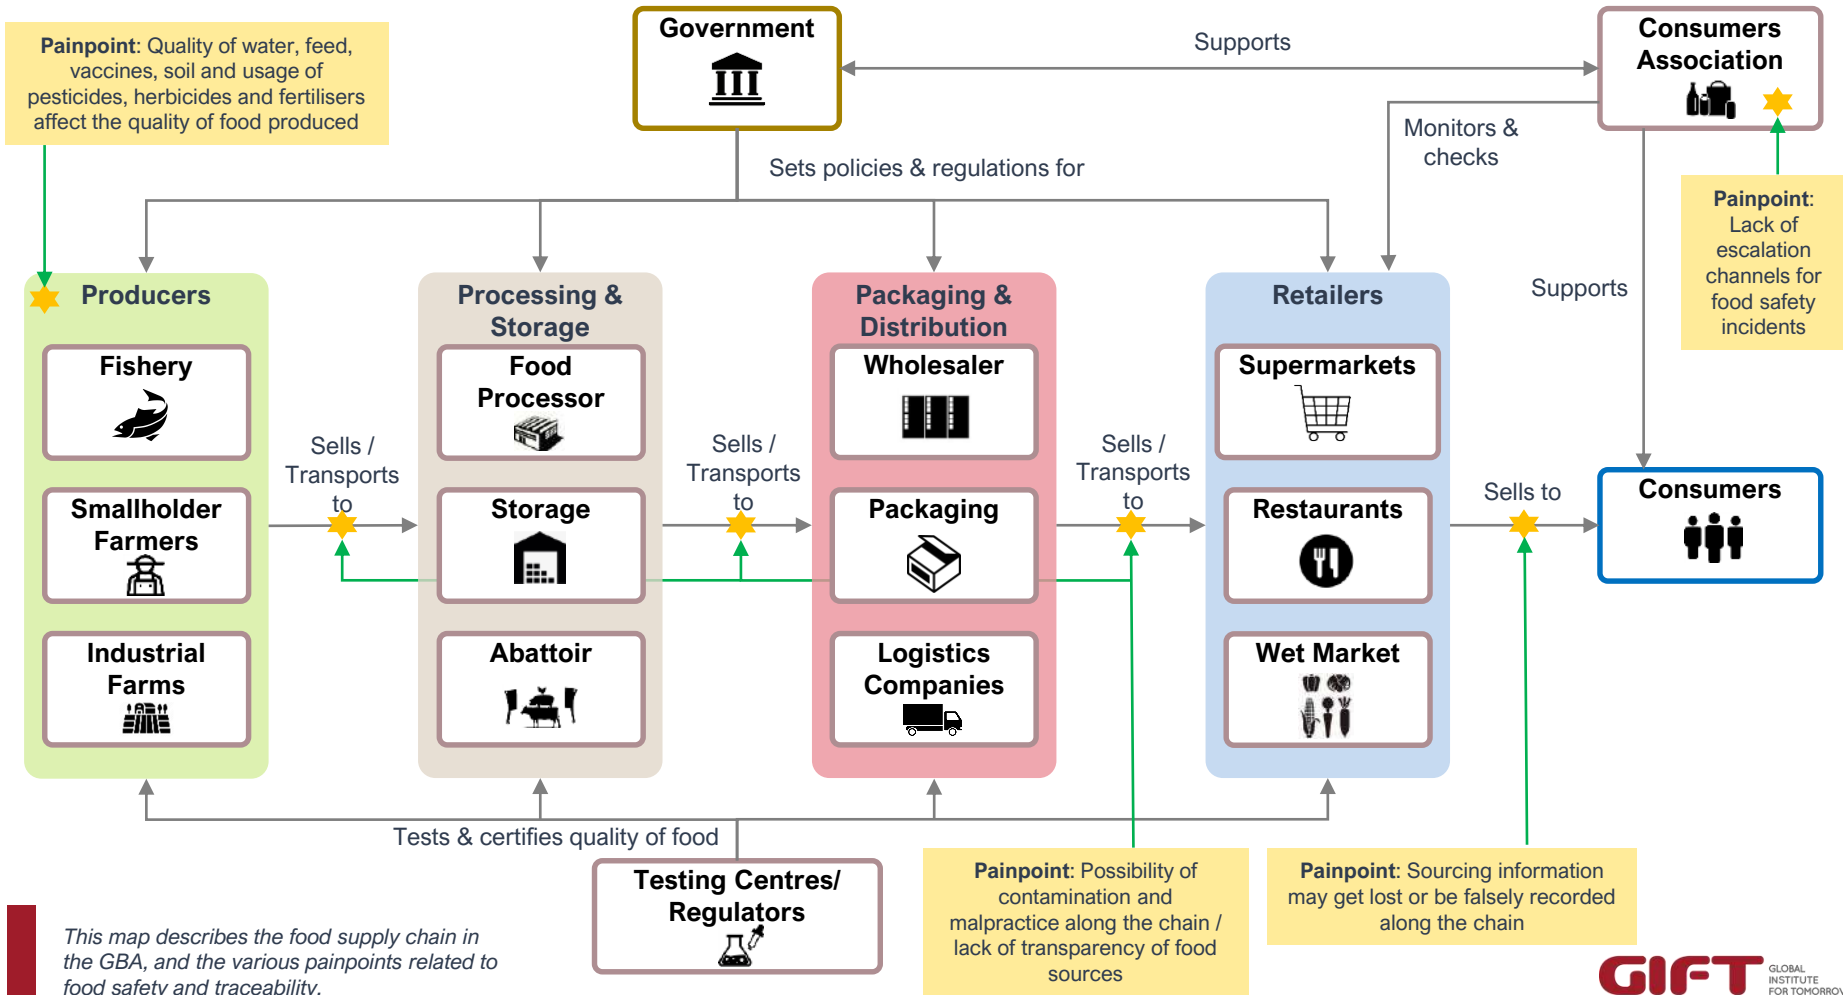 Painpoint: Quality of water, feed,
vaccines, soil and usage of
pesticides, herbicides and fertilisers
affect the quality of food produced
Government
Supports
Consumers
Association
Monitors &
checks
Sets policies & regulations for
Painpoint:
Lack of
escalation
channels for
food safety
incidents
Supports
Producers
Fishery
Smallholder
Farmers
Industrial
Farms
Sells /
Transports
to
Processing &
Storage
Food
Processor
Storage
Abattoir
Sells /
Transports
to
Packaging &
Distribution
Wholesaler
Packaging
Logistics
Companies
Sells /
Transports
to
Retailers
Supermarkets
Restaurants
Wet Market
Sells to
Consumers
Tests & certifies quality of food
Testing Centres/
Regulators
Painpoint: Possibility of
contamination and
malpractice along the chain /
lack of transparency of food
sources
Painpoint: Sourcing information
may get lost or be falsely recorded
along the chain
This map describes the food supply chain in
the GBA, and the various painpoints related to
food safety and traceability.
GIFT
GLOBAL
INSTITUTE
FOR TOMORROW